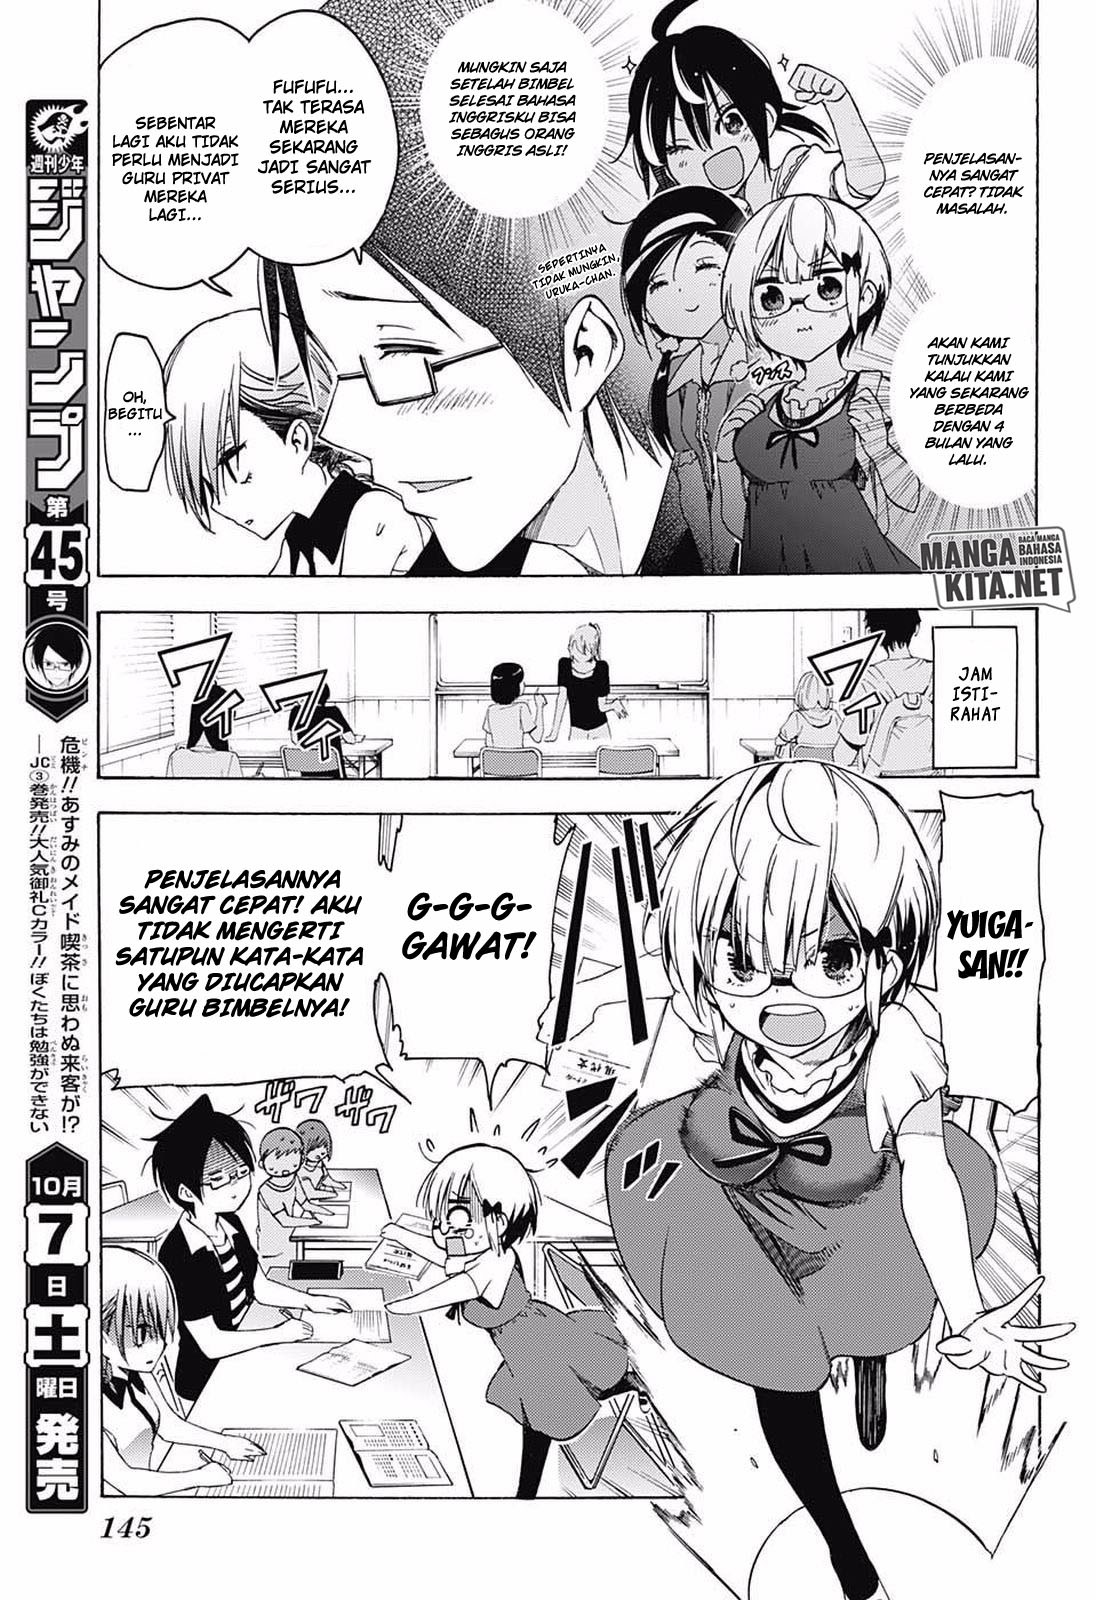 PENJELASAN-
NYA SANGAT
CEPAT? TIDAK
MASALAH.
AKAN KAMI
TUNJUKKAN
KALAU KAMI
YANG SEKARANG
BERBEDA
DENGAN 4
BULAN YANG
LALU.
MUNGKIN SAJA
SETELAH BIMBEL
SELESAI BAHASA
INGGRISKU BISA
SEBAGUS ORANG
INGGRIS ASLI!
SEPERTINYA
TIDAK MUNGKIN,
URUKA-CHAN.
FUFUFU...
TAK TERASA
MEREKA
SEKARANG
JADI SANGAT
SERIUS...
SEBENTAR
LAGI AKU TIDAK
PERLU MENJADI
GURU PRIVAT
MEREKA
LAGI...
OH,
BEGITU
...
MANGA
KITA.NET
BACA MANGA
BAHASA
INDONESIA
JAM
ISTI-
RAHAT
ワイ
ワイ
YUIGA-
SAN!!
G-G-G-
GAWAT!
PENJELASANNYA
SANGAT CEPAT! AKU
TIDAK MENGERTI
SATUPUN KATA-KATA
YANG DIUCAPKAN
GURU BIMBELNYA!
現代文
145
週刊少年
ジャンプ
第
45
号
危機!!あすみのメイド喫茶に思わぬ来客が!?
―JC③巻発売!!大人気御礼Cカラー!! ぼくたちは勉強ができない
10月
7
日
土
曜日
発売